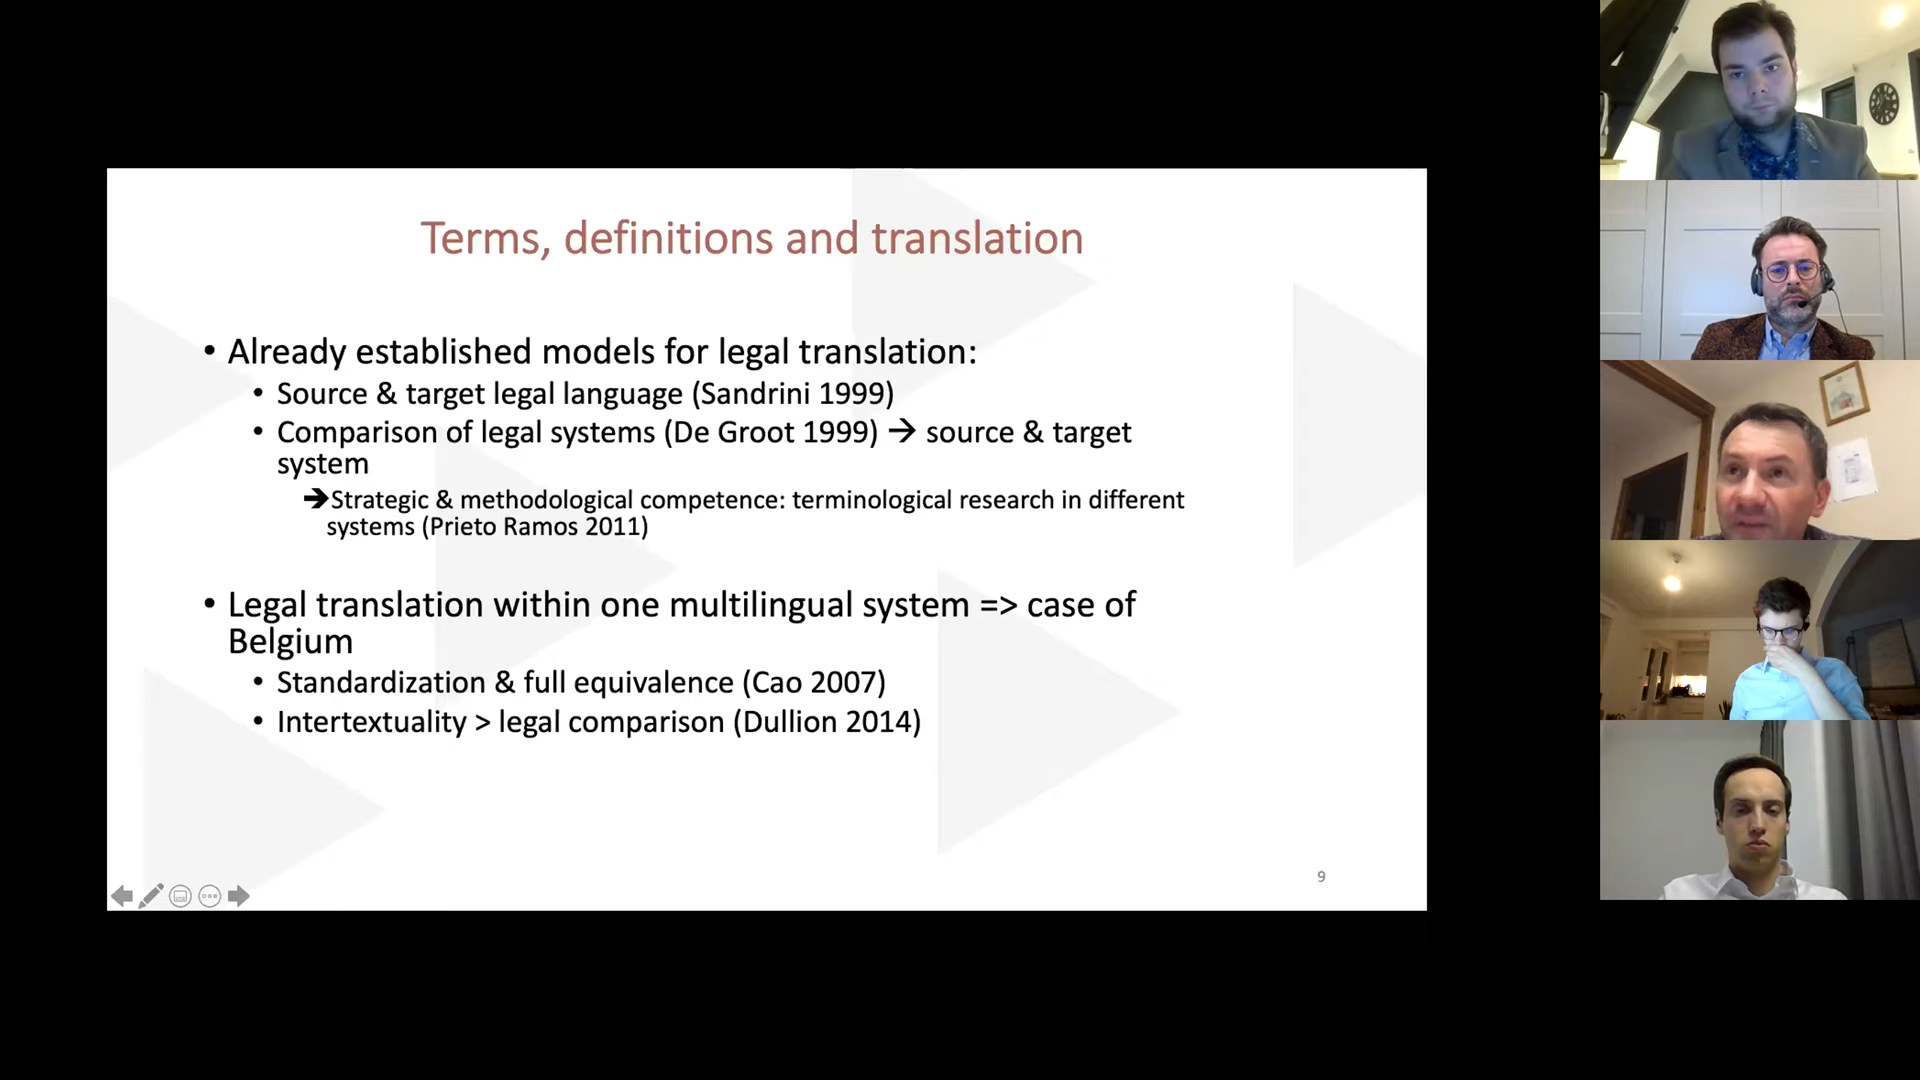 Terms, definitions and translation
• Already established models for legal translation:
• Source & target legal language (Sandrini 1999)
• Comparison of legal systems (De Groot 1999) → source & target
system
➔Strategic & methodological competence: terminological research in different
systems (Prieto Ramos 2011)
• Legal translation within one multilingual system => case of
Belgium
• Standardization & full equivalence (Cao 2007)
• Intertextuality > legal comparison (Dullion 2014)
9